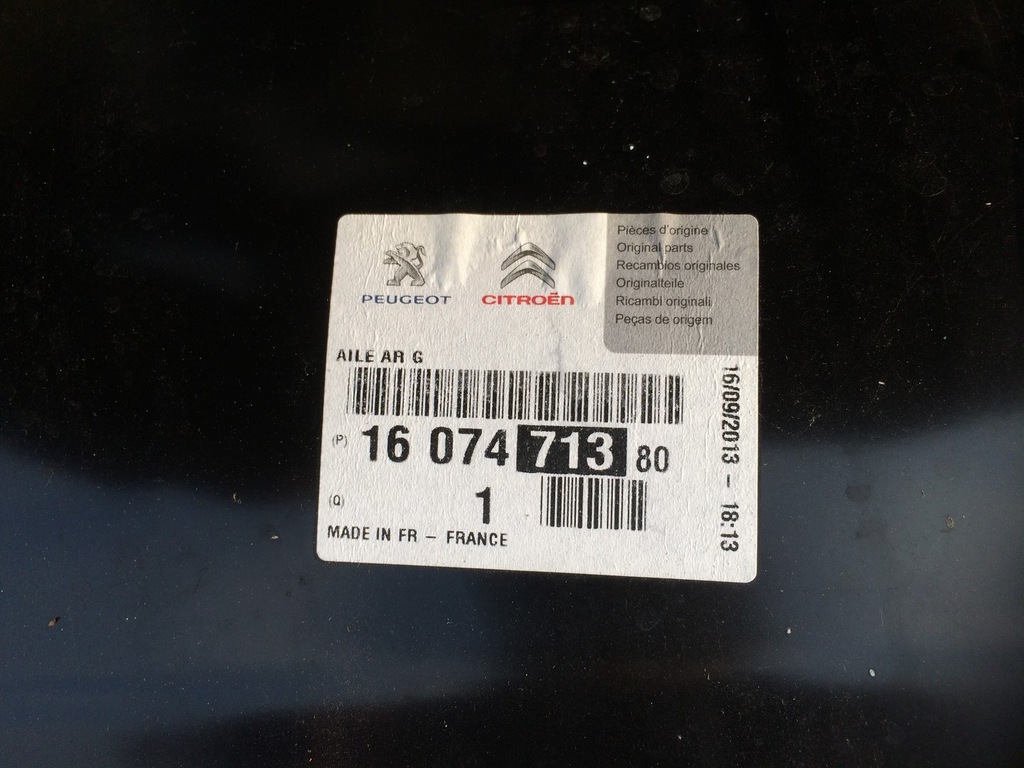 PEUGEOT
CITROËN
Pièces d'origine
Original parts
Recambios originales
Originalteile
Ricambi originali
Peças de origem
AILE AR G
(P) 16 074 713 80
(Q) 1
MADE IN FR – FRANCE
16/09/2013 – 18:13